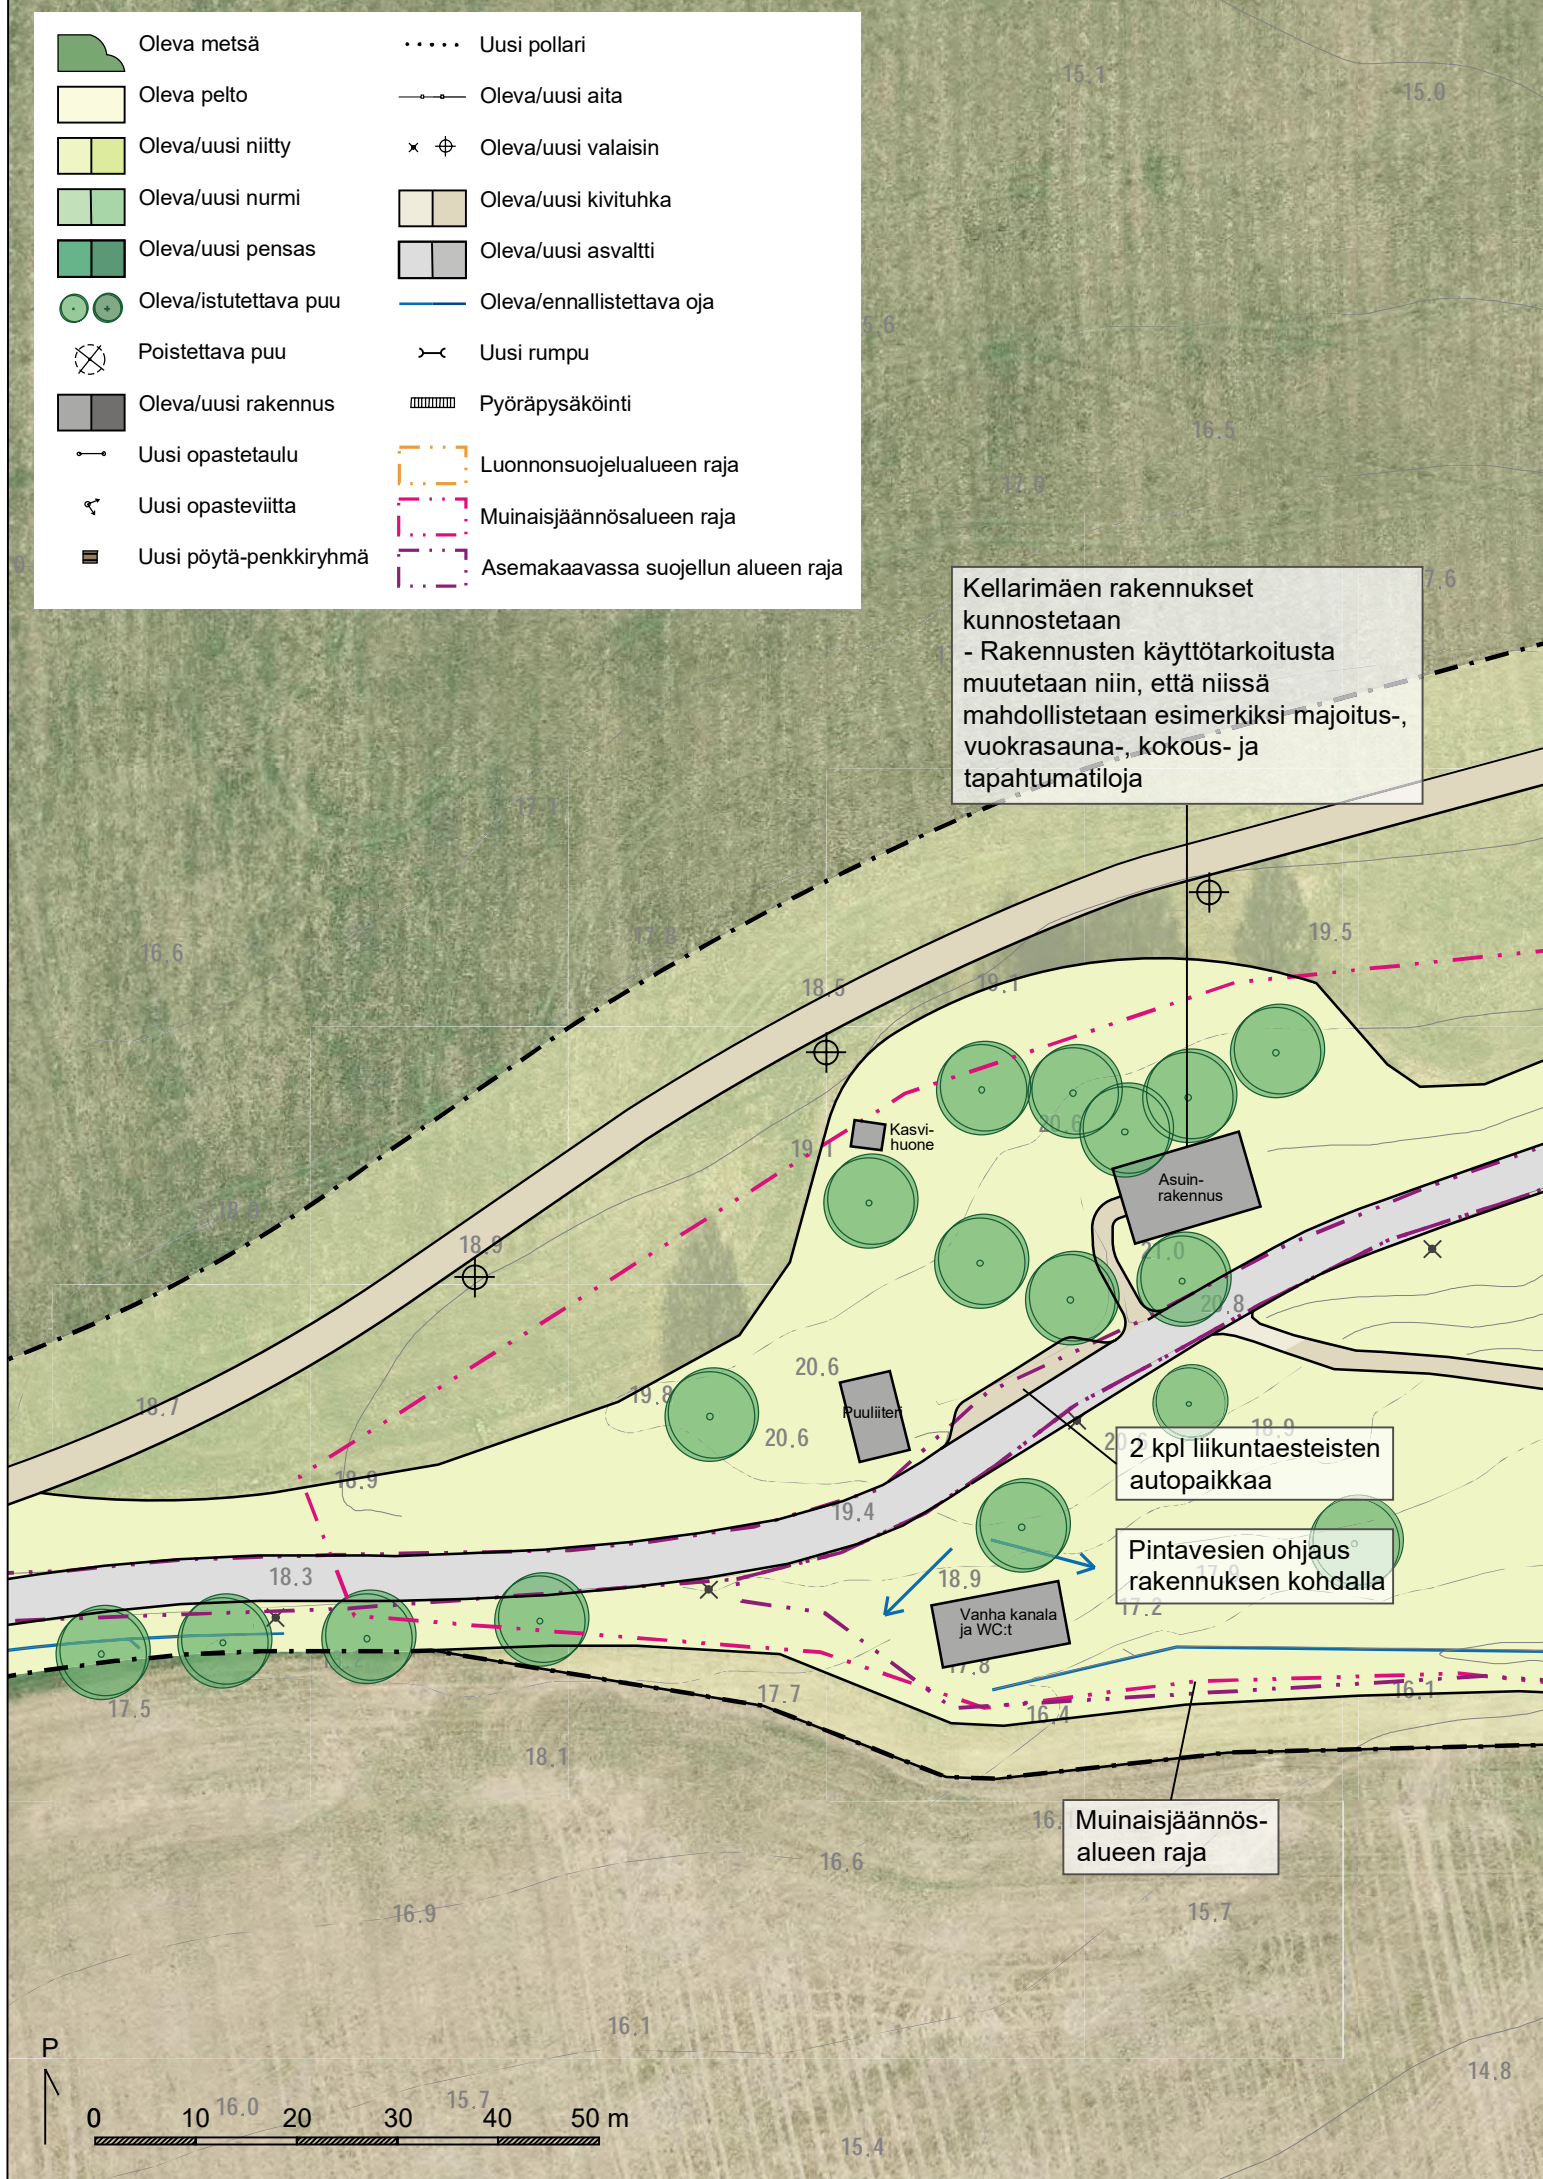 Oleva metsä
Oleva pelto
Oleva/uusi niitty
Oleva/uusi nurmi
Oleva/uusi pensas
Oleva/istutettava puu
Poistettava puu
Oleva/uusi rakennus
Uusi opastetaulu
Uusi opasteviitta
Uusi pöytä-penkkiryhmä
Uusi pollari
Oleva/uusi aita
Oleva/uusi valaisin
Oleva/uusi kivituhka
Oleva/uusi asvaltti
Oleva/ennallistettava oja
Uusi rumpu
Pyöräpysäköinti
Luonnonsuojelualueen raja
Muinaisjäännösalueen raja
Asemakaavassa suojellun alueen raja
15.1
15.0
16.5
17.0
Kellarimäen rakennukset
kunnostetaan
- Rakennusten käyttötarkoitusta
muutetaan niin, että niissä
mahdollistetaan esimerkiksi majoitus-,
vuokrasauna-, kokous- ja
tapahtumatiloja
17.1
16.6
17.8
18.5
19.1
19.5
Kasvi-
huone
19.1
20.6
Asuin-
rakennus
18.9
21.0
20.8
18.7
19.8
20.6
Puuliiteri
20.6
18.9
18.9
2 kpl liikuntaesteisten
autopaikkaa
19.4
18.3
Pintavesien ohjaus
rakennuksen kohdalla
18.9
17.2
Vanha kanala
ja WC:t
17.8
17.5
17.7
16.4
16.1
18.1
Muinaisjäännös-
alueen raja
16.6
16.9
15.7
16.1
14.8
P
16.0
15.7
15.4
0 10 20 30 40 50 m